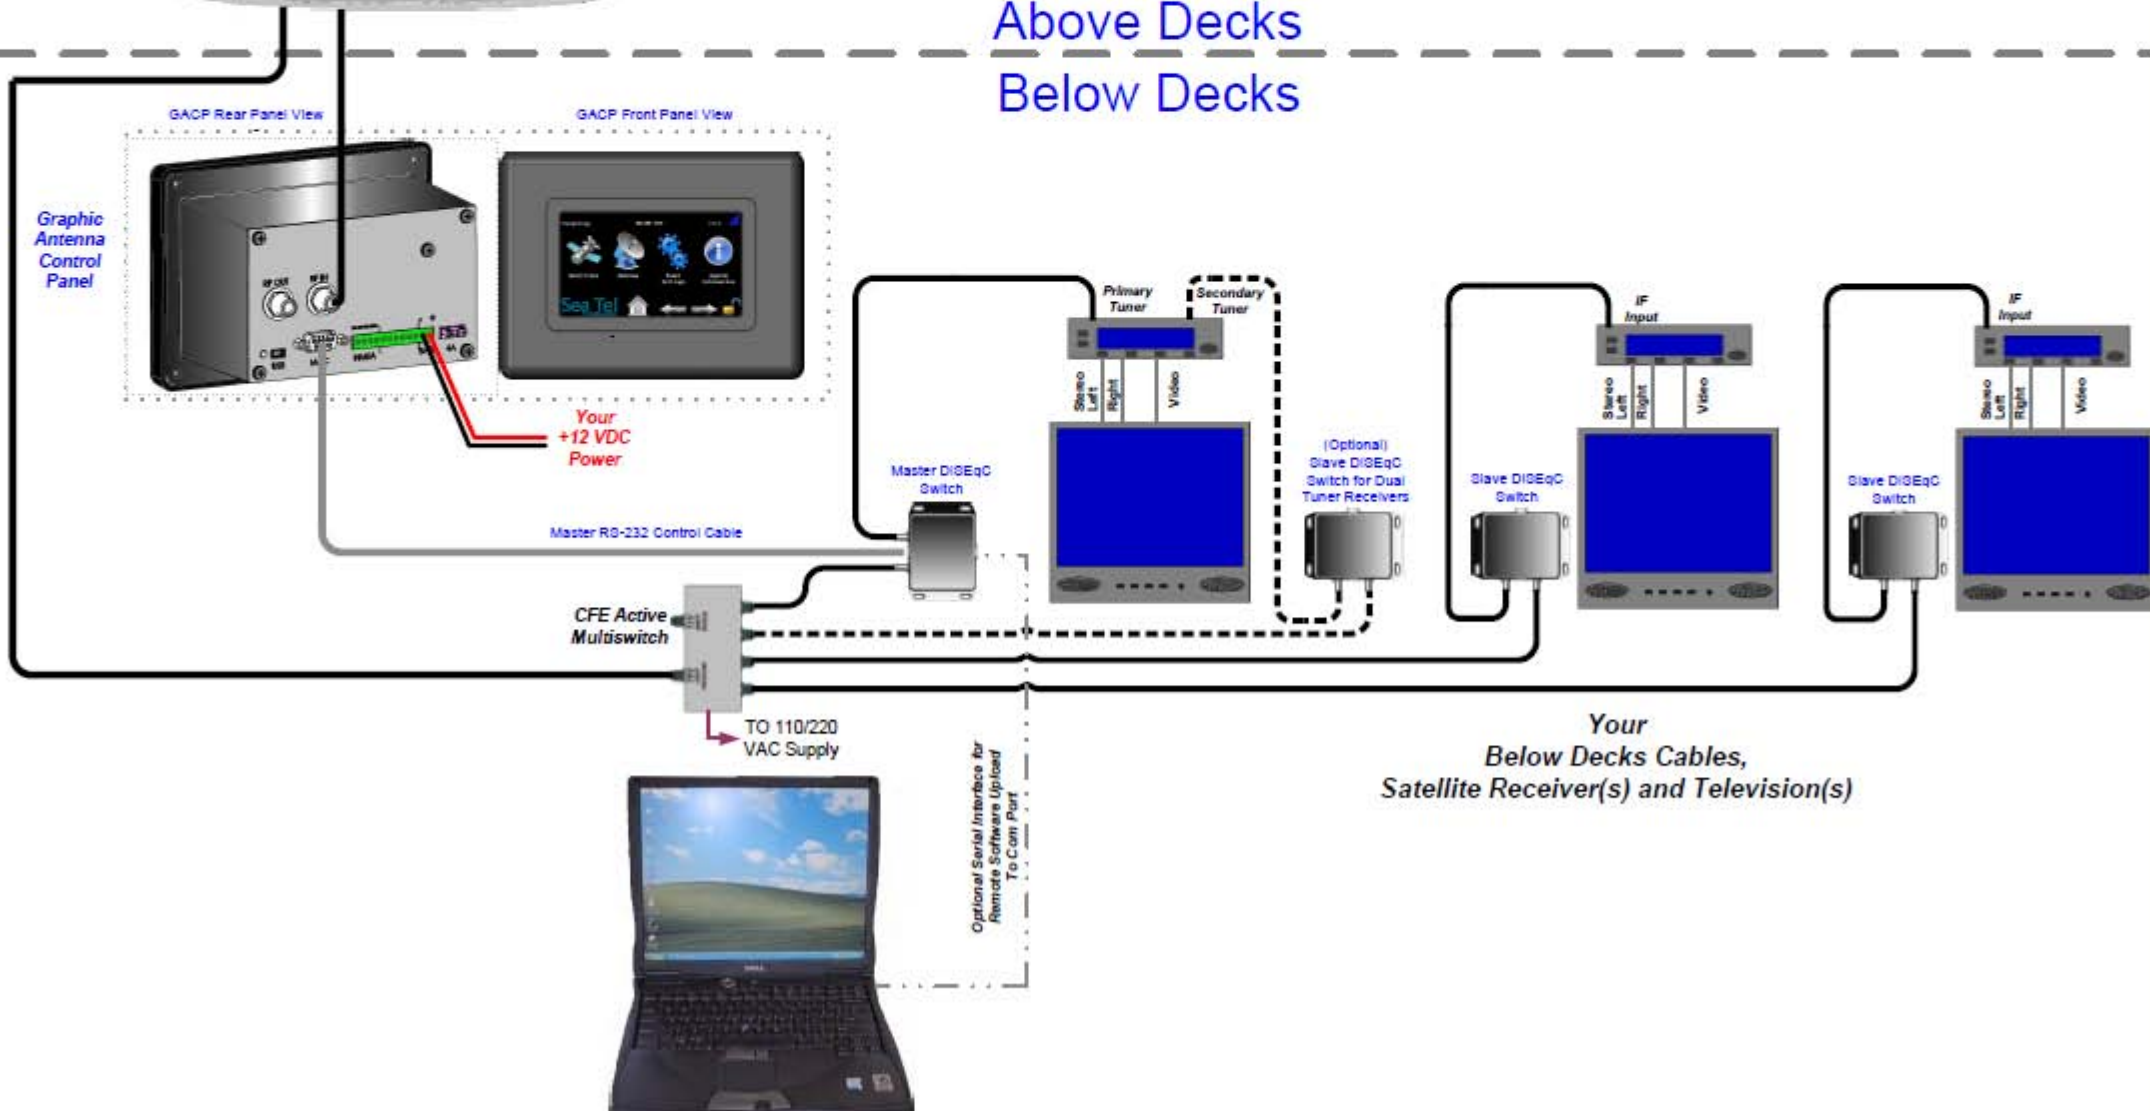 Above Decks
Below Decks
GACP Rear Panel View
GACP Front Panel View
Graphic
Antenna
Control
Panel
RF OUT
RF IN
Sea Tel
Your
+12 VDC
Power
Master DiSEqC
Switch
Master RS-232 Control Cable
Primary
Tuner
Secondary
Tuner
Stereo
Left
Right
Video
(Optional)
Slave DiSEqC
Switch for Dual
Tuner Receivers
IF
Input
Stereo
Left
Right
Video
Slave DiSEqC
Switch
IF
Input
Stereo
Left
Right
Video
Slave DiSEqC
Switch
CFE Active
Multiswitch
TO 110/220
VAC Supply
Optional Serial Interface for
Remote Software Upload
To Com Port
Your
Below Decks Cables,
Satellite Receiver(s) and Television(s)
DELL